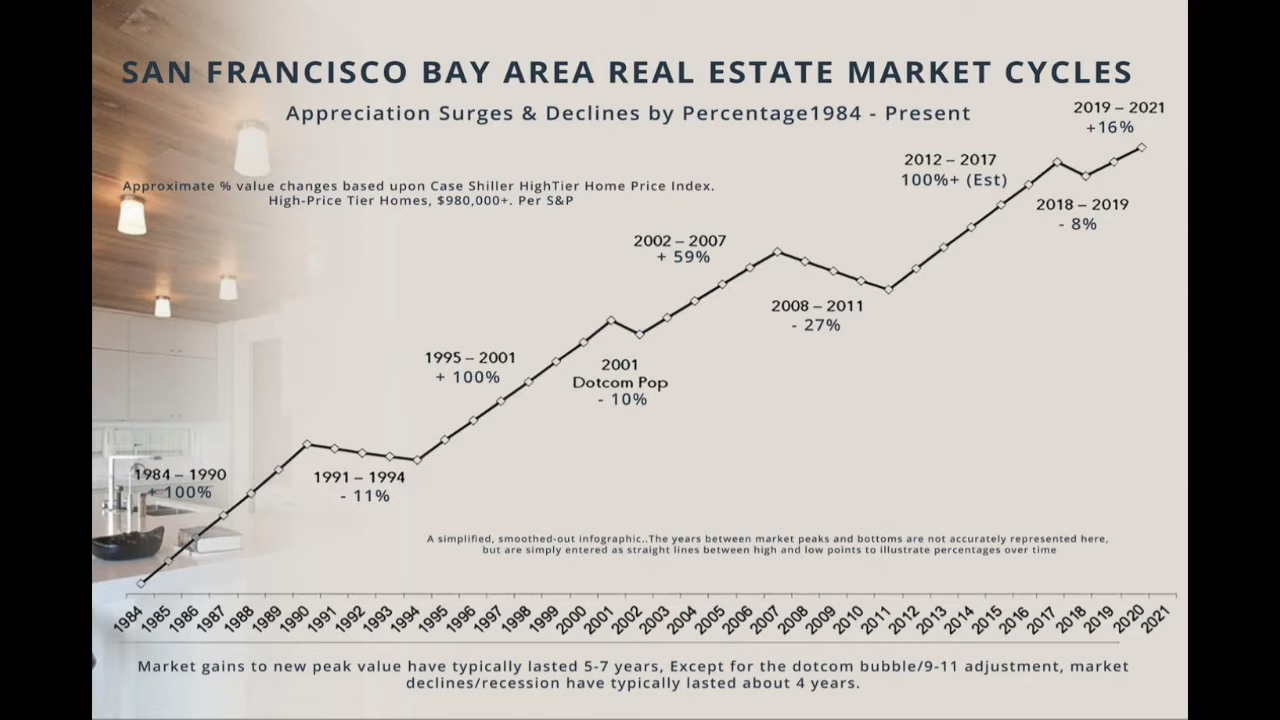 SAN FRANCISCO BAY AREA REAL ESTATE MARKET CYCLES
Appreciation Surges & Declines by Percentage1984 - Present
2019 – 2021
+16%
2012 – 2017
100%+ (Est)
Approximate % value changes based upon Case Shiller HighTier Home Price Index.
High-Price Tier Homes, $980,000+. Per S&P
2018 – 2019
- 8%
2002 – 2007
+ 59%
2008 – 2011
- 27%
1995 – 2001
+ 100%
2001
Dotcom Pop
- 10%
1984 – 1990
+ 100%
1991 – 1994
- 11%
A simplified, smoothed-out infographic..The years between market peaks and bottoms are not accurately represented here,
but are simply entered as straight lines between high and low points to illustrate percentages over time
1984 1985 1986 1987 1988 1989 1990 1991 1992 1993 1994 1995 1996 1997 1998 1999 2000 2001 2002 2003 2004 2005 2006 2007 2008 2009 2010 2011 2012 2013 2014 2015 2016 2017 2018 2019 2020 2021
Market gains to new peak value have typically lasted 5-7 years, Except for the dotcom bubble/9-11 adjustment, market
declines/recession have typically lasted about 4 years.